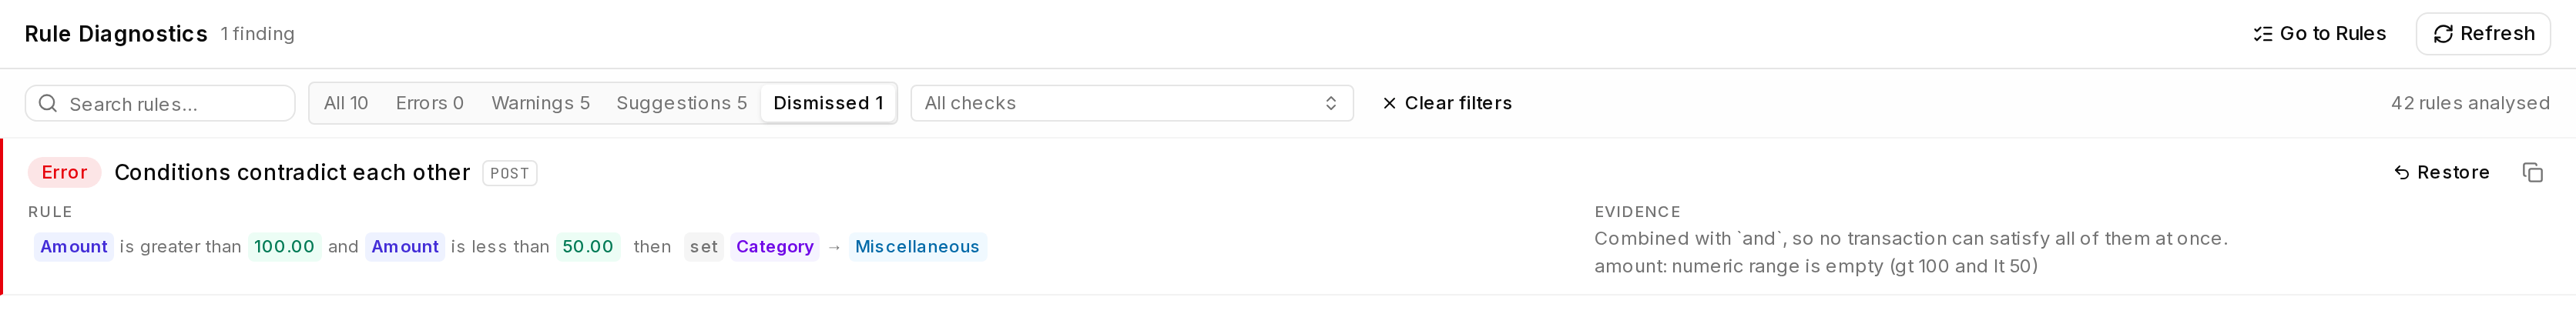 Rule Diagnostics 1 finding Go to Rules Refresh
Search rules... All 10 Errors 0 Warnings 5 Suggestions 5 Dismissed 1 All checks Clear filters 42 rules analysed
Error Conditions contradict each other POST Restore
RULE
Amount is greater than 100.00 and Amount is less than 50.00 then set Category → Miscellaneous
EVIDENCE
Combined with `and`, so no transaction can satisfy all of them at once.
amount: numeric range is empty (gt 100 and lt 50)